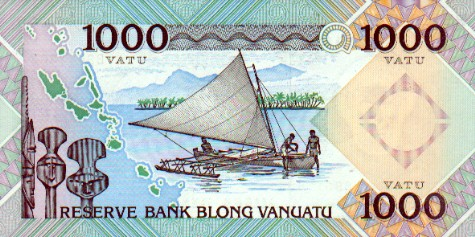 1000 1000
VATU VATU
VATU
RESERVE BANK BLONG VANUATU 1000